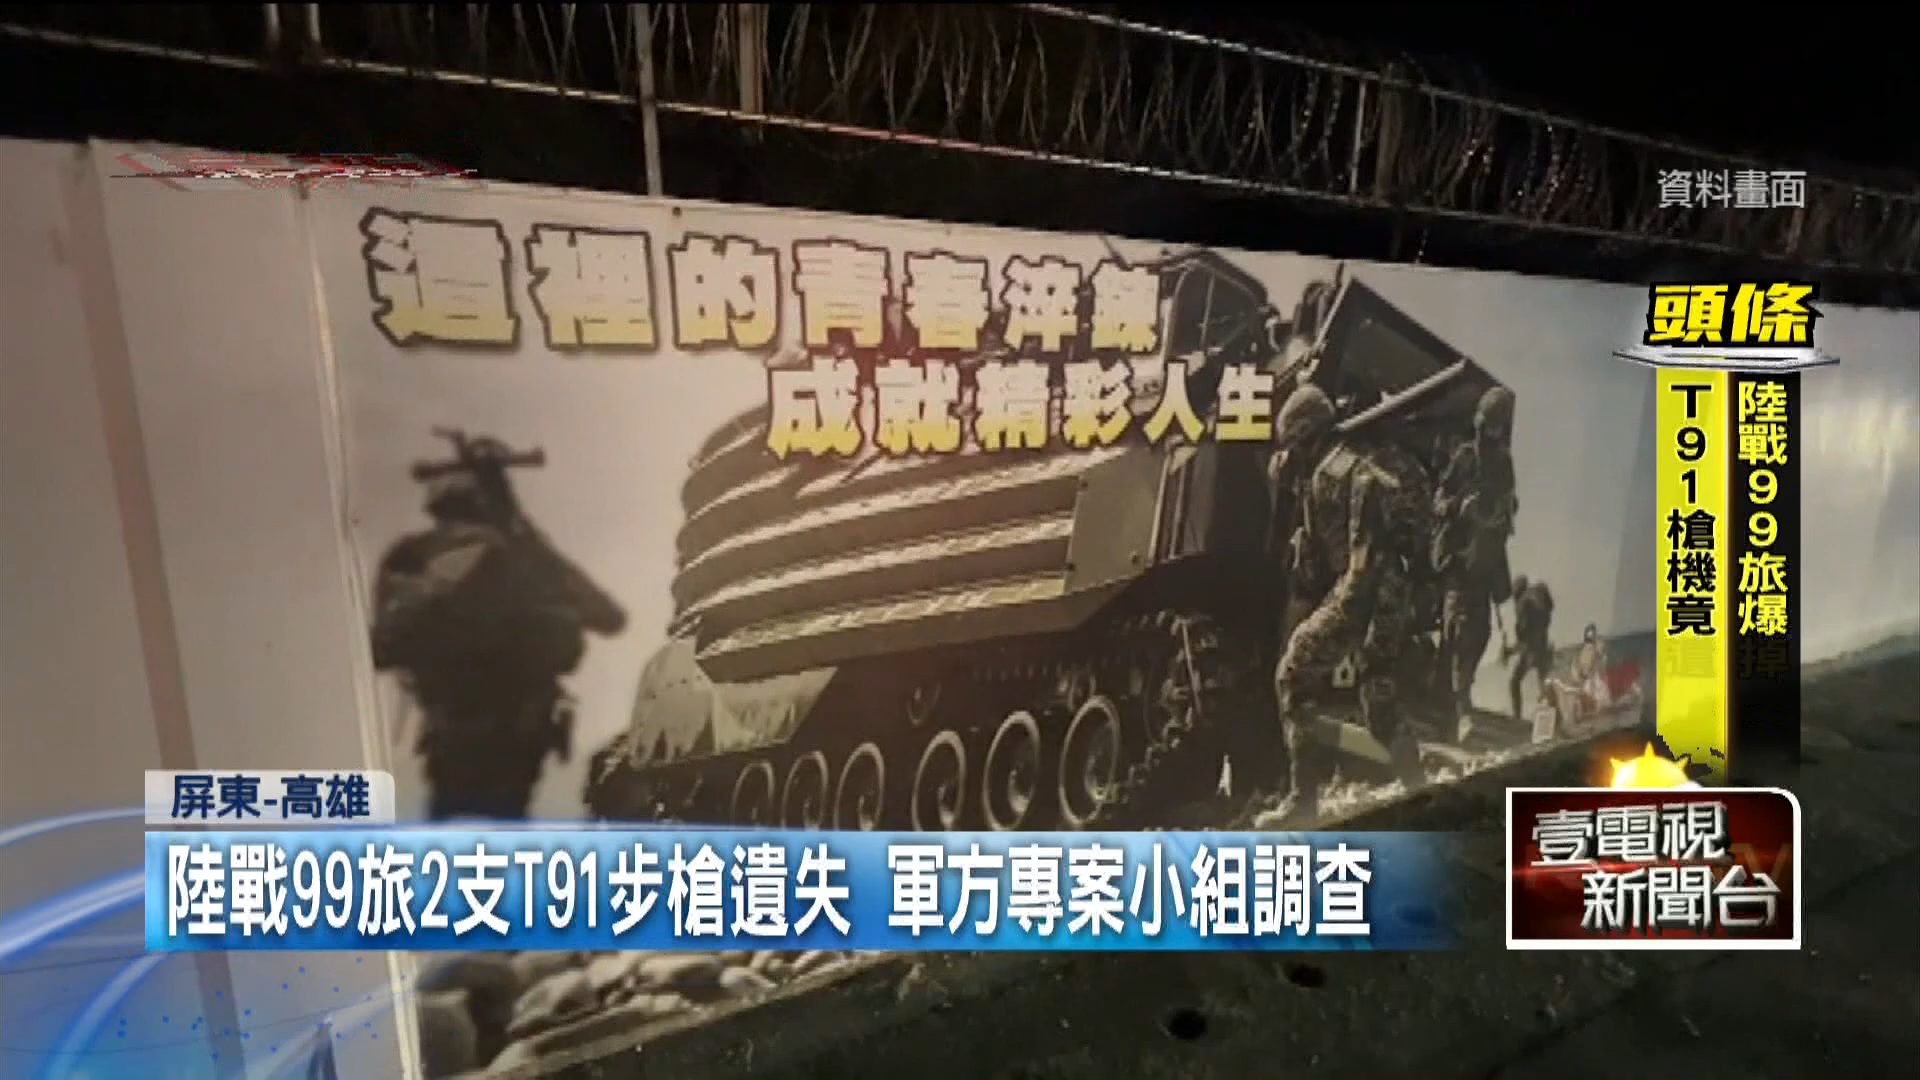 資料畫面
這裡的青春淬鍊
成就精彩人生
頭條
陸戰99旅爆掉
T91槍機竟遺
屏東-高雄
陸戰99旅2支T91步槍遺失 軍方專案小組調查
壹電視
新聞台